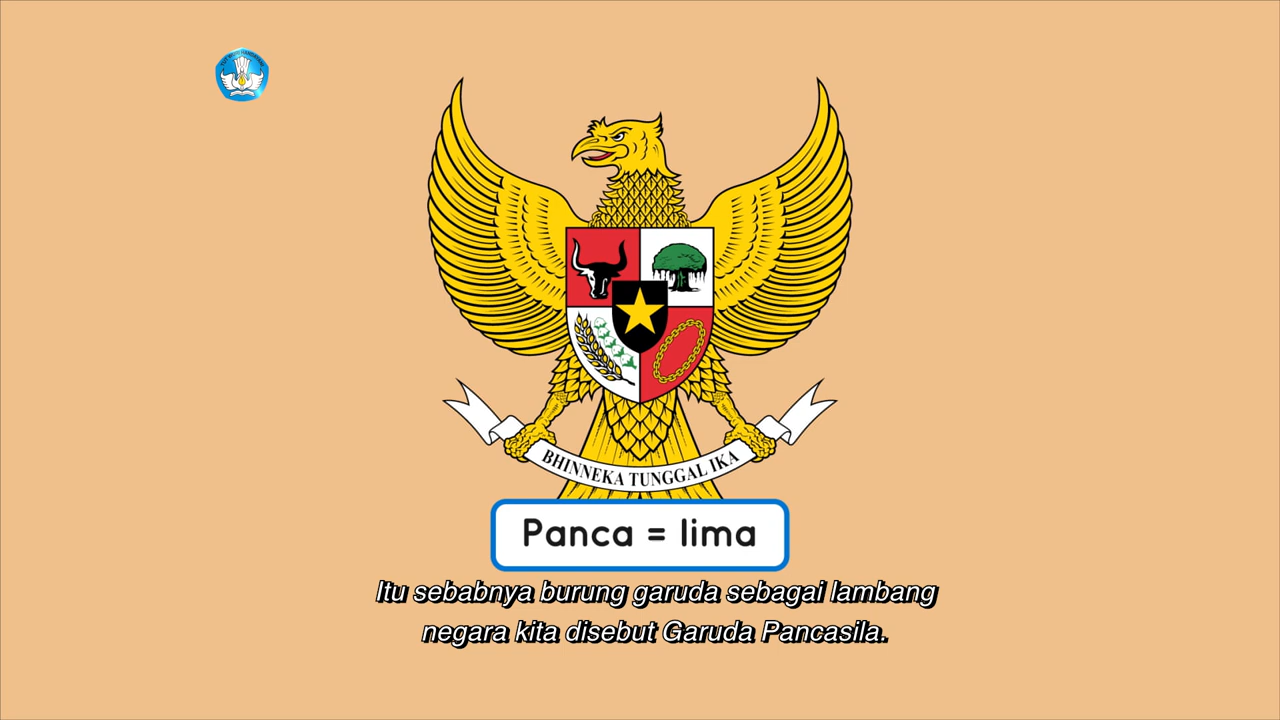 BHINNEKA TUNGGAL IKA
Panca = lima
Itu sebabnya burung garuda sebagai lambang
negara kita disebut Garuda Pancasila.